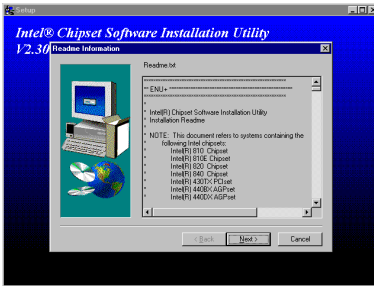 Setup
Intel® Chipset Software Installation Utility
V2.30
Readme Information
Readme.txt
************************************************************
** ENU+ ***************************************************
************************************************************
*
* Intel(R) Chipset Software Installation Utility
* Installation Readme
*
* NOTE: This document refers to systems containing the
* following Intel chipsets:
* Intel(R) 810 Chipset
* Intel(R) 810E Chipset
* Intel(R) 820 Chipset
* Intel(R) 840 Chipset
* Intel(R) 430TX PCIset
* Intel(R) 440BX AGPset
* Intel(R) 440DX AGPset
< Back
Next >
Cancel